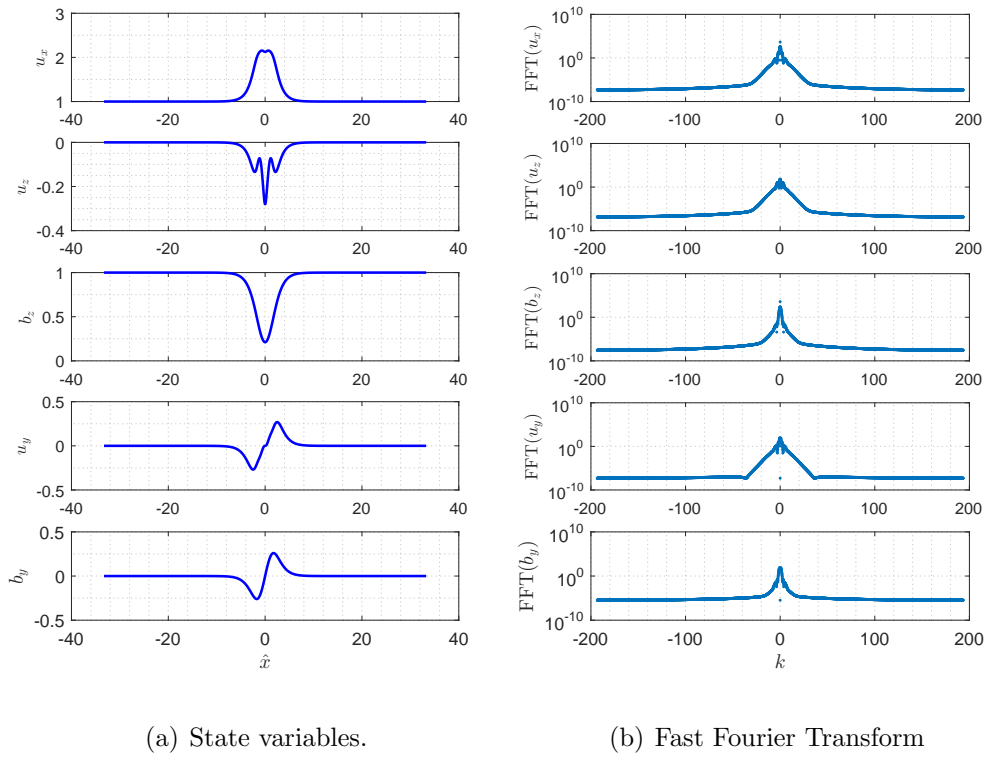 3
2
1
-40 -20 0 20 40
u_x
0
-0.2
-0.4
-40 -20 0 20 40
u_z
1
0.5
0
-40 -20 0 20 40
b_z
0.5
0
-0.5
-40 -20 0 20 40
u_y
0.5
0
-0.5
-40 -20 0 20 40
b_y
x̂
(a) State variables.
10^10
10^0
10^-10
-200 -100 0 100 200
FFT(u_x)
10^10
10^0
10^-10
-200 -100 0 100 200
FFT(u_z)
10^10
10^0
10^-10
-200 -100 0 100 200
FFT(b_z)
10^10
10^0
10^-10
-200 -100 0 100 200
FFT(u_y)
10^10
10^0
10^-10
-200 -100 0 100 200
FFT(b_y)
k
(b) Fast Fourier Transform